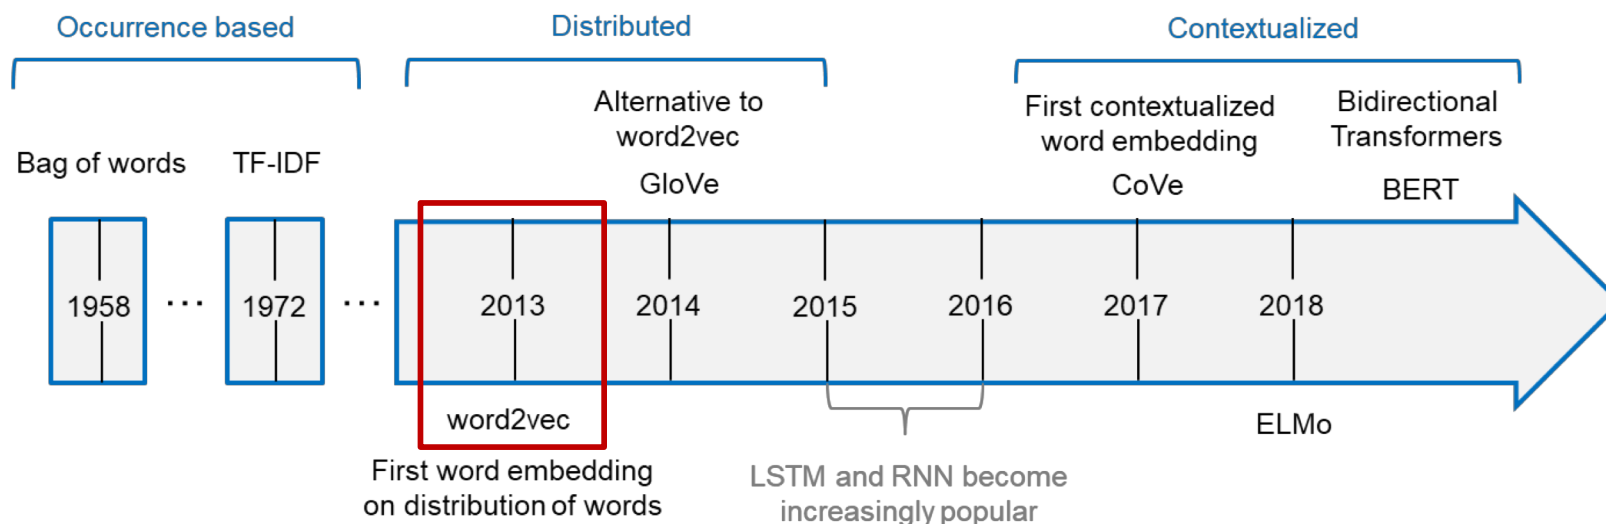 Occurrence based
Distributed
Contextualized
Alternative to
word2vec
First contextualized
word embedding
Bidirectional
Transformers
Bag of words
TF-IDF
GloVe
CoVe
BERT
1958
...
1972
...
2013
2014
2015
2016
2017
2018
word2vec
ELMo
First word embedding
on distribution of words
LSTM and RNN become
increasingly popular